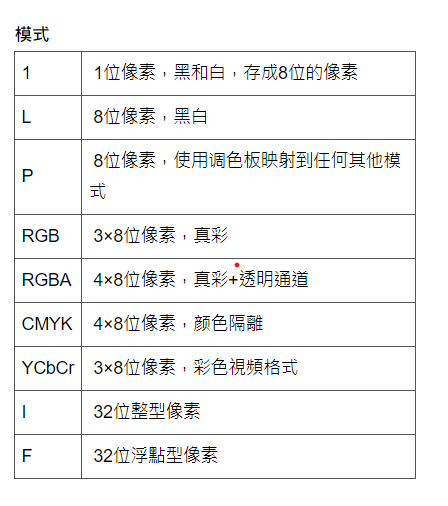 模式
1 1位像素，黑和白，存成8位的像素
L 8位像素，黑白
P 8位像素，使用调色板映射到任何其他模
式
RGB 3×8位像素，真彩
RGBA 4×8位像素，真彩+透明通道
CMYK 4×8位像素，颜色隔離
YCbCr 3×8位像素，彩色視頻格式
I 32位整型像素
F 32位浮點型像素